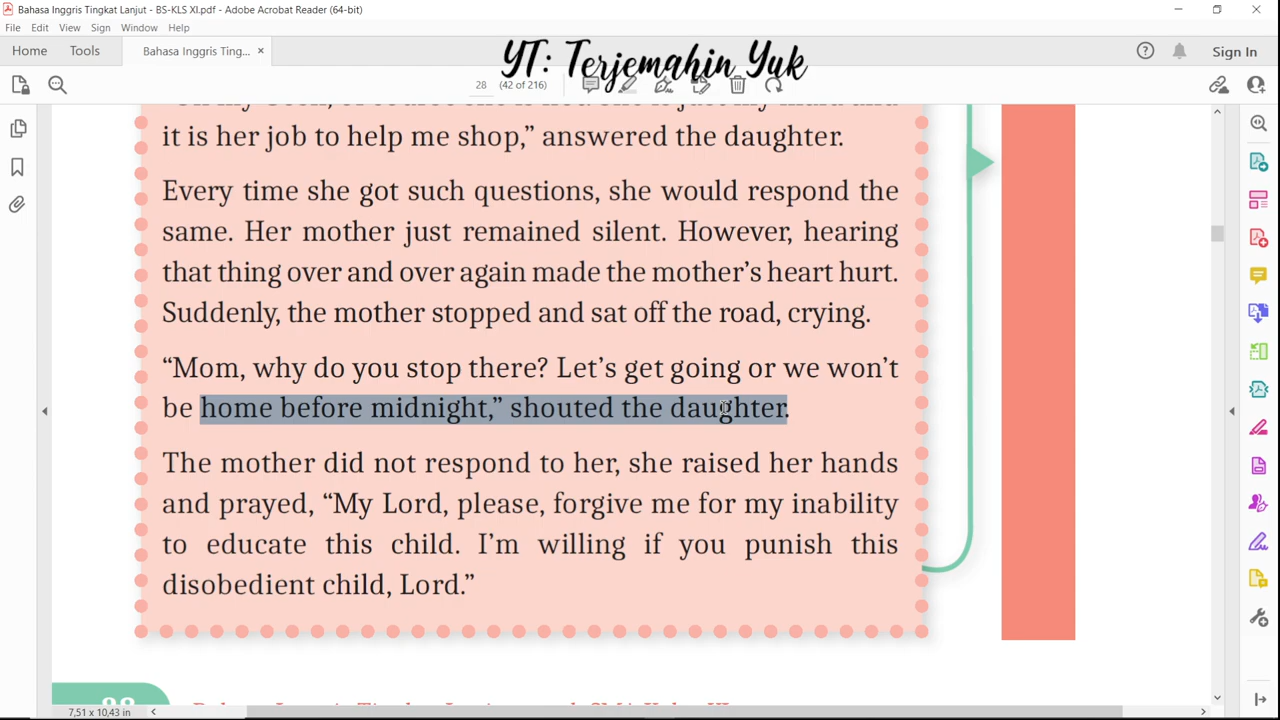 Bahasa Inggris Tingkat Lanjut - BS-KLS XI.pdf - Adobe Acrobat Reader (64-bit)
File Edit View Sign Window Help
Home Tools Bahasa Inggris Ting... × Sign In
YT: Terjemahin Yuk
28 (42 of 216)
it is her job to help me shop,” answered the daughter.
Every time she got such questions, she would respond the
same. Her mother just remained silent. However, hearing
that thing over and over again made the mother’s heart hurt.
Suddenly, the mother stopped and sat off the road, crying.
“Mom, why do you stop there? Let’s get going or we won’t
be home before midnight,” shouted the daughter.
The mother did not respond to her, she raised her hands
and prayed, “My Lord, please, forgive me for my inability
to educate this child. I’m willing if you punish this
disobedient child, Lord.”
7,51 x 10,43 in